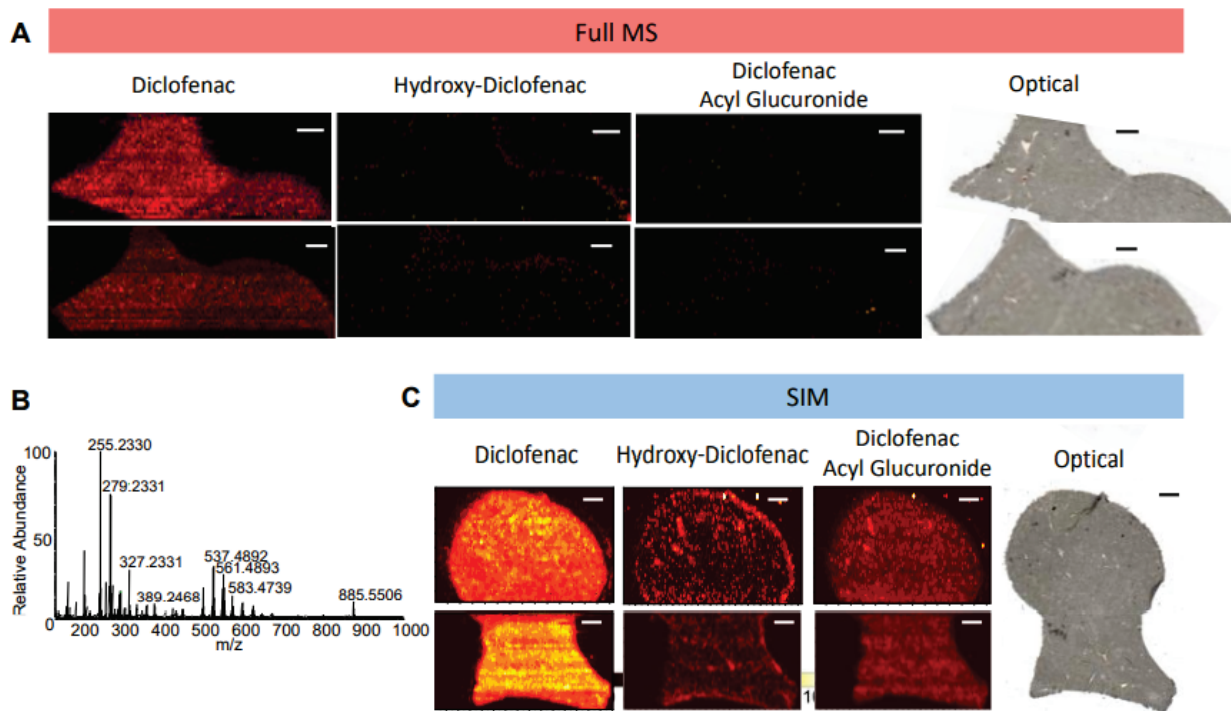 A
Full MS
Diclofenac
Hydroxy-Diclofenac
Diclofenac
Acyl Glucuronide
Optical
B
C
SIM
Diclofenac
Hydroxy-Diclofenac
Diclofenac
Acyl Glucuronide
Optical
Relative Abundance
100
50
0
255.2330
279.2331
327.2331
389.2468
537.4892
561.4893
583.4739
885.5506
200 300 400 500 600 700 800 900 1000
m/z
10